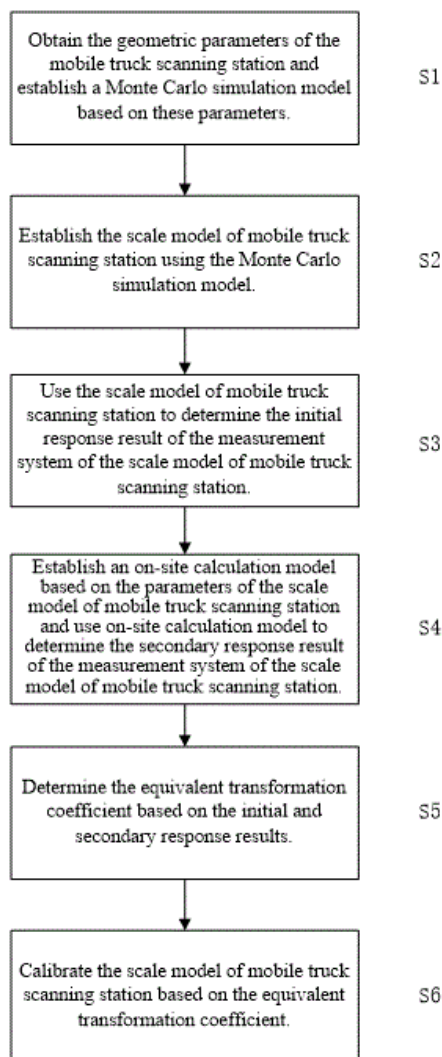 Obtain the geometric parameters of the
mobile truck scanning station and
establish a Monte Carlo simulation model
based on these parameters.
S1
Establish the scale model of mobile truck
scanning station using the Monte Carlo
simulation model.
S2
Use the scale model of mobile truck
scanning station to determine the initial
response result of the measurement
system of the scale model of mobile truck
scanning station.
S3
Establish an on-site calculation model
based on the parameters of the scale
model of mobile truck scanning station
and use on-site calculation model to
determine the secondary response result
of the measurement system of the scale
model of mobile truck scanning station.
S4
Determine the equivalent transformation
coefficient based on the initial and
secondary response results.
S5
Calibrate the scale model of mobile truck
scanning station based on the equivalent
transformation coefficient.
S6